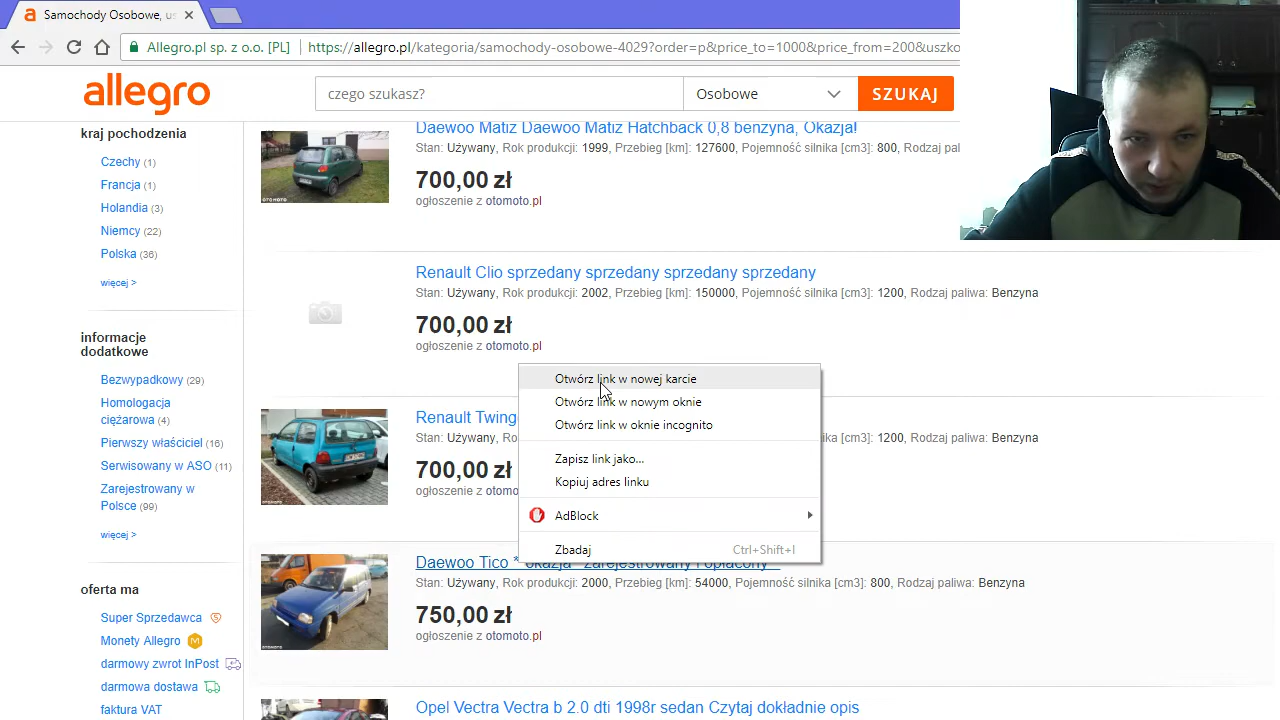 Samochody Osobowe, us
Allegro.pl sp. z o.o. [PL]
https://allegro.pl/kategoria/samochody-osobowe-4029?order=p&price_to=1000&price_from=200&uszko
allegro
czego szukasz?
Osobowe
SZUKAJ
kraj pochodzenia
Czechy (1)
Francja (1)
Holandia (3)
Niemcy (22)
Polska (36)
więcej >
informacje
dodatkowe
Bezwypadkowy (29)
Homologacja
ciężarowa (4)
Pierwszy właściciel (16)
Serwisowany w ASO (11)
Zarejestrowany w
Polsce (99)
więcej >
oferta ma
Super Sprzedawca
Monety Allegro
darmowy zwrot InPost
darmowa dostawa
faktura VAT
Daewoo Matiz Daewoo Matiz Hatchback 0,8 benzyna, Okazja!
Stan: Używany, Rok produkcji: 1999, Przebieg [km]: 127600, Pojemność silnika [cm3]: 800, Rodzaj pali
700,00 zł
ogłoszenie z otomoto.pl
Renault Clio sprzedany sprzedany sprzedany sprzedany
Stan: Używany, Rok produkcji: 2002, Przebieg [km]: 150000, Pojemność silnika [cm3]: 1200, Rodzaj paliwa: Benzyna
700,00 zł
ogłoszenie z otomoto.pl
Otwórz link w nowej karcie
Otwórz link w nowym oknie
Otwórz link w oknie incognito
Zapisz link jako...
Kopiuj adres linku
AdBlock
Zbadaj Ctrl+Shift+I
Renault Twing
Stan: Używany, R
silnika [cm3]: 1200, Rodzaj paliwa: Benzyna
700,00 zł
ogłoszenie z otomo
Daewoo Tico * okazja * zarejestrowany i opłacony *
Stan: Używany, Rok produkcji: 2000, Przebieg [km]: 54000, Pojemność silnika [cm3]: 800, Rodzaj paliwa: Benzyna
750,00 zł
ogłoszenie z otomoto.pl
Opel Vectra Vectra b 2.0 dti 1998r sedan Czytaj dokładnie opis